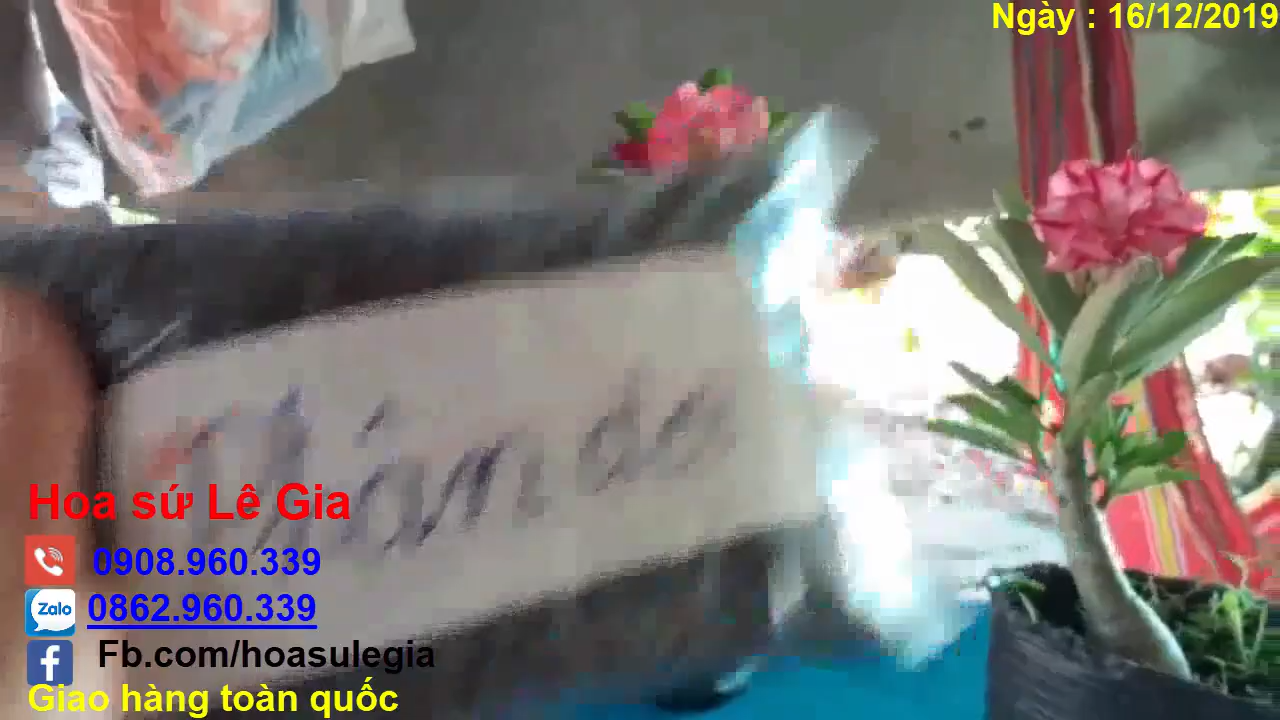 Ngày : 16/12/2019
Hoa sứ Lê Gia
0908.960.339
Zalo
0862.960.339
Fb.com/hoasulegia
Giao hàng toàn quốc